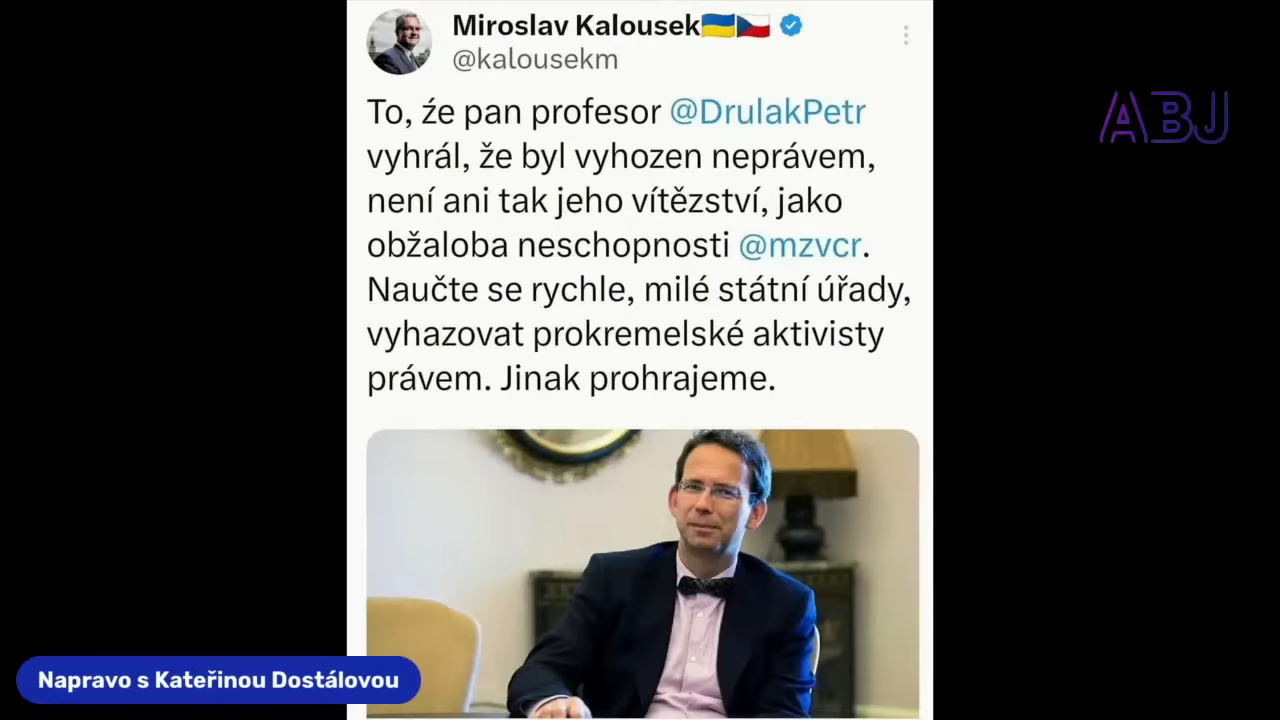 Miroslav Kalousek🇺🇦🇨🇿
@kalousekm
To, źe pan profesor @DrulakPetr
vyhrál, že byl vyhozen neprávem,
není ani tak jeho vítězství, jako
obžaloba neschopnosti @mzvcr.
Naučte se rychle, milé státní úřady,
vyhazovat prokremelské aktivisty
právem. Jinak prohrajeme.
ABJ
Napravo s Kateřinou Dostálovou